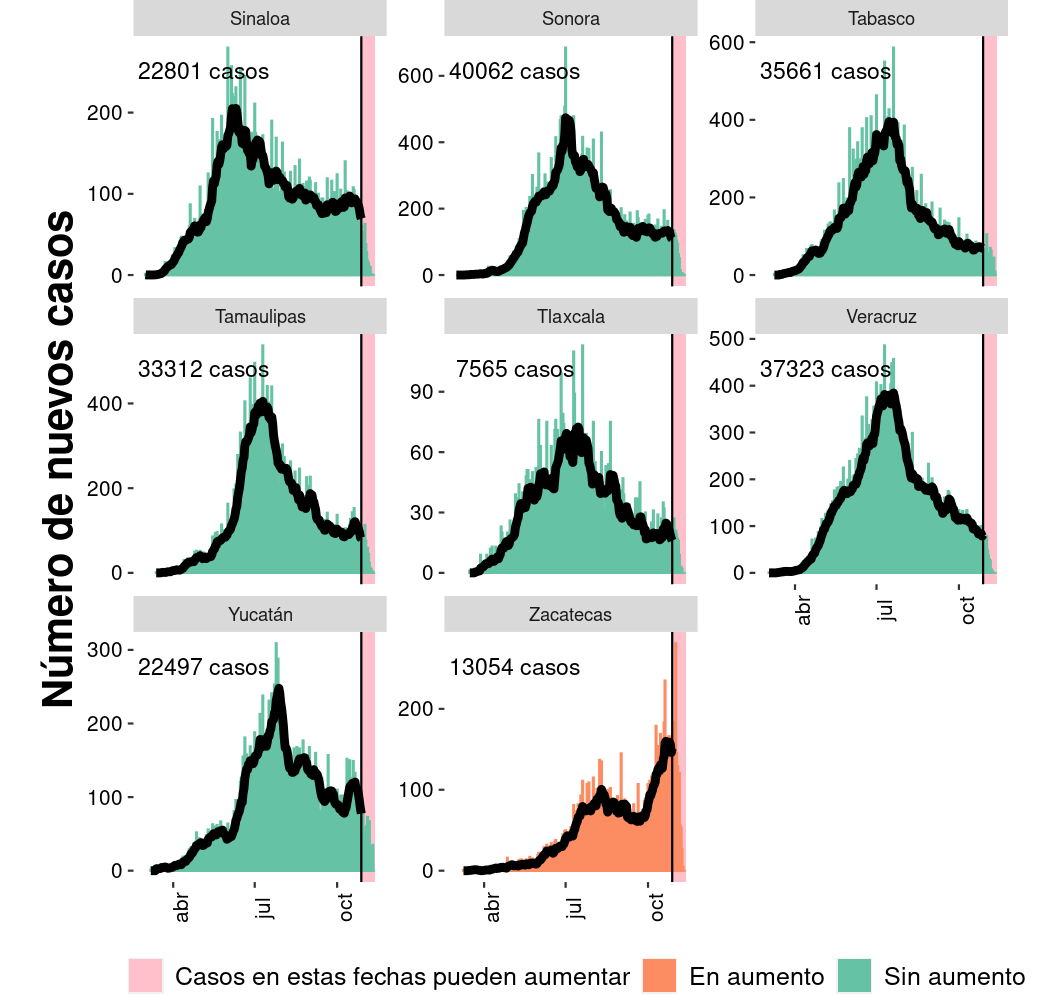 Número de nuevos casos
Sinaloa
Sonora
Tabasco
22801 casos
40062 casos
35661 casos
200
100
0
600
400
200
0
600
400
200
0
Tamaulipas
Tlaxcala
Veracruz
33312 casos
7565 casos
37323 casos
400
200
0
90
60
30
0
500
400
300
200
100
0
abr
jul
oct
Yucatán
Zacatecas
22497 casos
13054 casos
300
200
100
0
200
100
0
abr
jul
oct
abr
jul
oct
Casos en estas fechas pueden aumentar
En aumento
Sin aumento